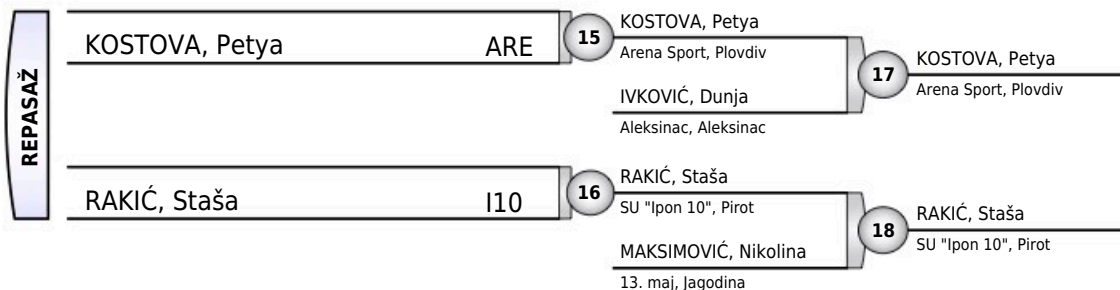 REPASAŽ
KOSTOVA, Petya ARE
15
KOSTOVA, Petya
Arena Sport, Plovdiv
IVKOVIĆ, Dunja
Aleksinac, Aleksinac
17
KOSTOVA, Petya
Arena Sport, Plovdiv
RAKIĆ, Staša I10
16
RAKIĆ, Staša
SU "Ipon 10", Pirot
MAKSIMOVIĆ, Nikolina
13. maj, Jagodina
18
RAKIĆ, Staša
SU "Ipon 10", Pirot